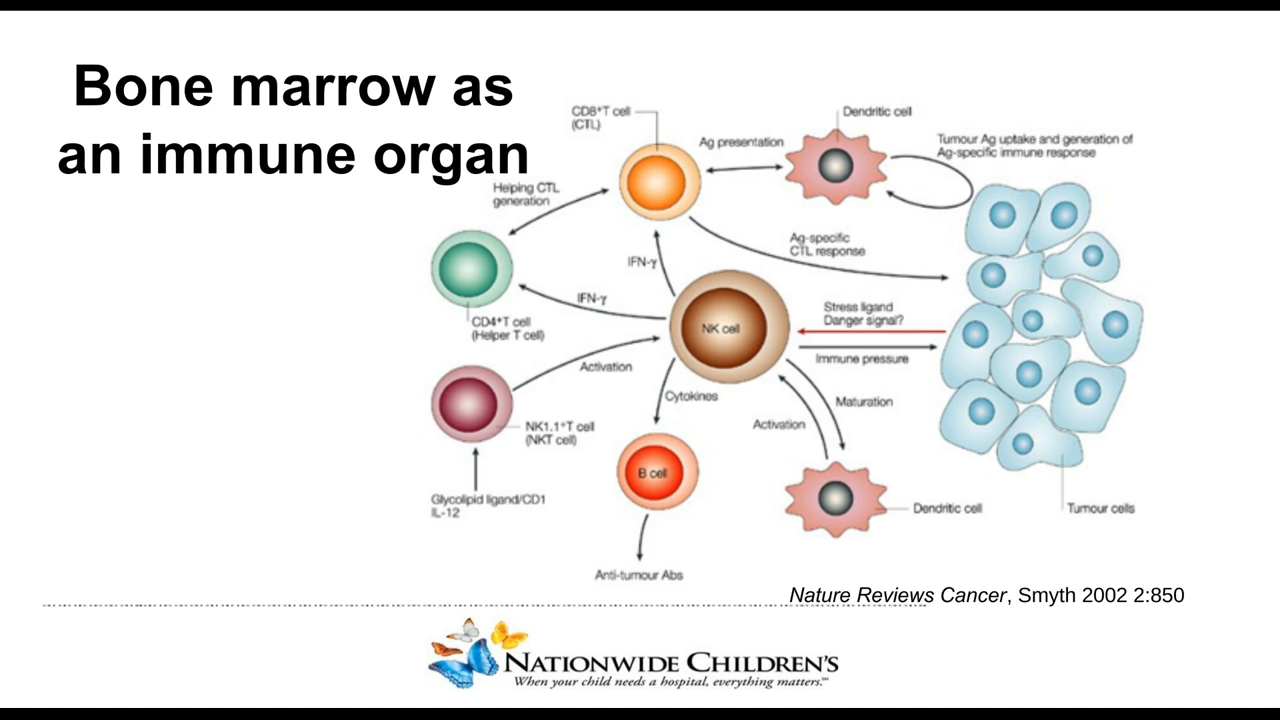 Bone marrow as
an immune organ
CD8+T cell
(CTL)
Dendritic cell
Ag presentation
Tumour Ag uptake and generation of
Ag-specific immune response
Helping CTL
generation
Ag-specific
CTL response
IFN-γ
IFN-γ
NK cell
Stress ligand
Danger signal?
CD4+T cell
(Helper T cell)
Immune pressure
Activation
Cytokines
Maturation
Activation
NK1.1+T cell
(NKT cell)
B cell
Glycolipid ligand/CD1
IL-12
Dendritic cell
Tumour cells
Anti-tumour Abs
Nature Reviews Cancer, Smyth 2002 2:850
NATIONWIDE CHILDREN'S
When your child needs a hospital, everything matters.℠